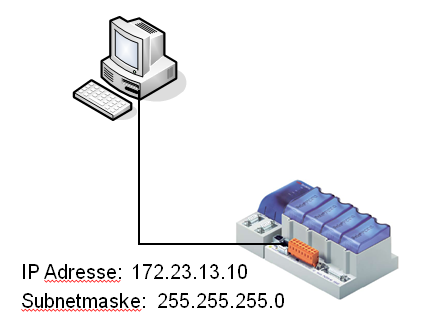 IP Adresse: 172.23.13.10
Subnetmaske: 255.255.255.0